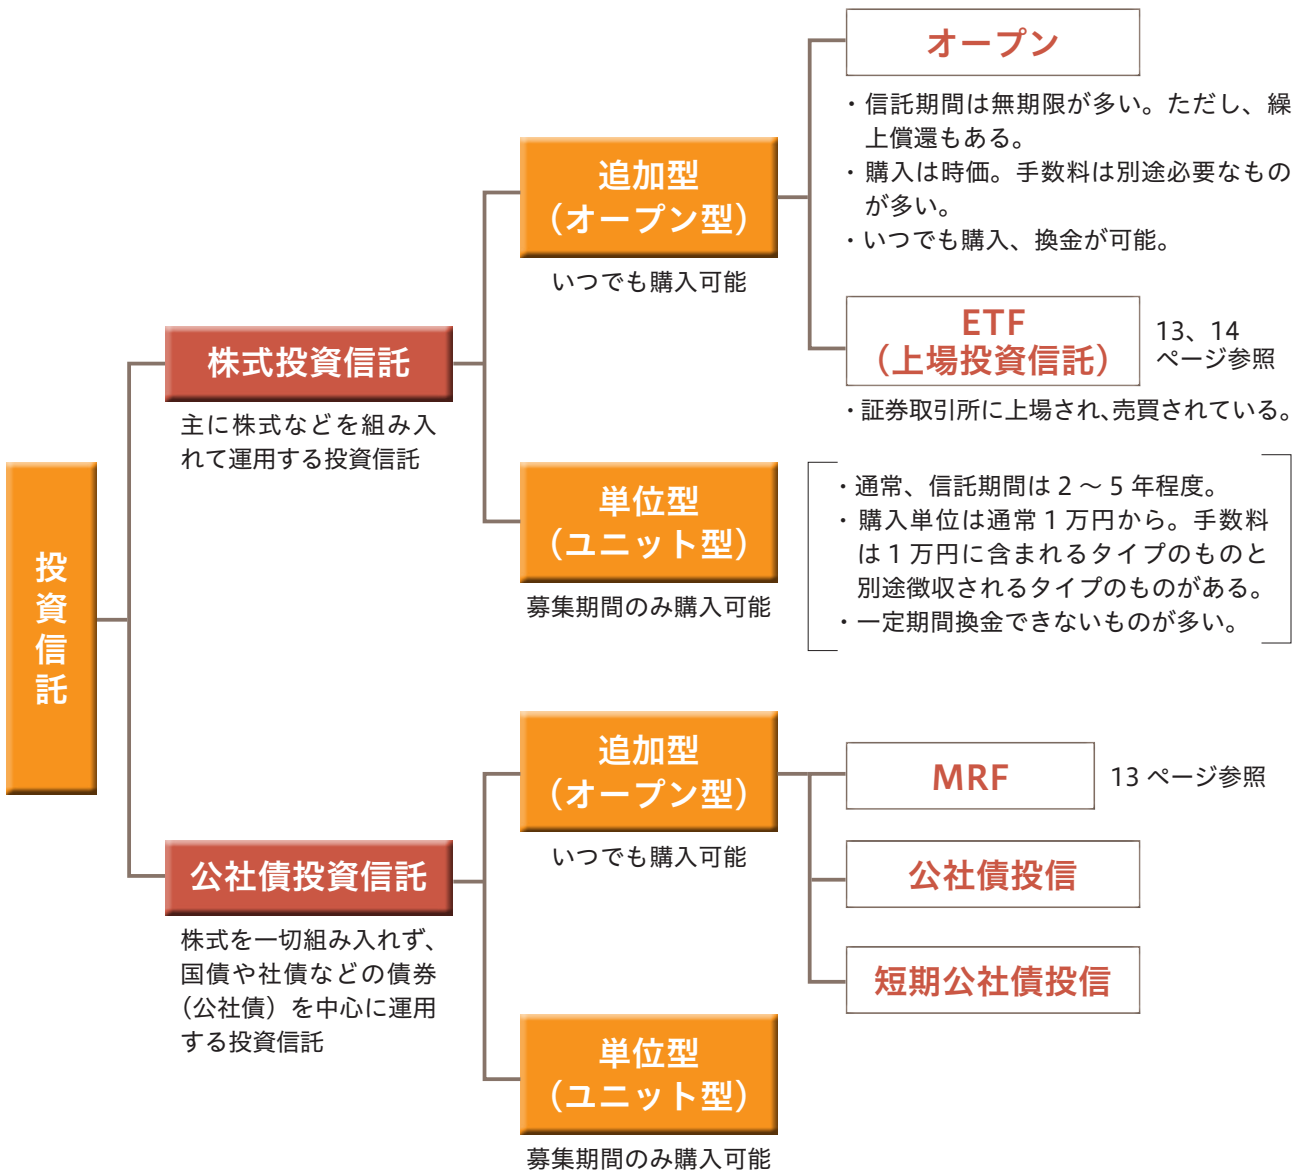 投資信託
株式投資信託
主に株式などを組み入
れて運用する投資信託
追加型
（オープン型）
いつでも購入可能
オープン
・信託期間は無期限が多い。ただし、繰
上償還もある。
・購入は時価。手数料は別途必要なもの
が多い。
・いつでも購入、換金が可能。
ETF
（上場投資信託）
13、14
ページ参照
・証券取引所に上場され、売買されている。
単位型
（ユニット型）
募集期間のみ購入可能
・通常、信託期間は 2 ～ 5 年程度。
・購入単位は通常 1 万円から。手数料
は 1 万円に含まれるタイプのものと
別途徴収されるタイプのものがある。
・一定期間換金できないものが多い。
公社債投資信託
株式を一切組み入れず、
国債や社債などの債券
（公社債）を中心に運用
する投資信託
追加型
（オープン型）
いつでも購入可能
MRF
13 ページ参照
公社債投信
短期公社債投信
単位型
（ユニット型）
募集期間のみ購入可能